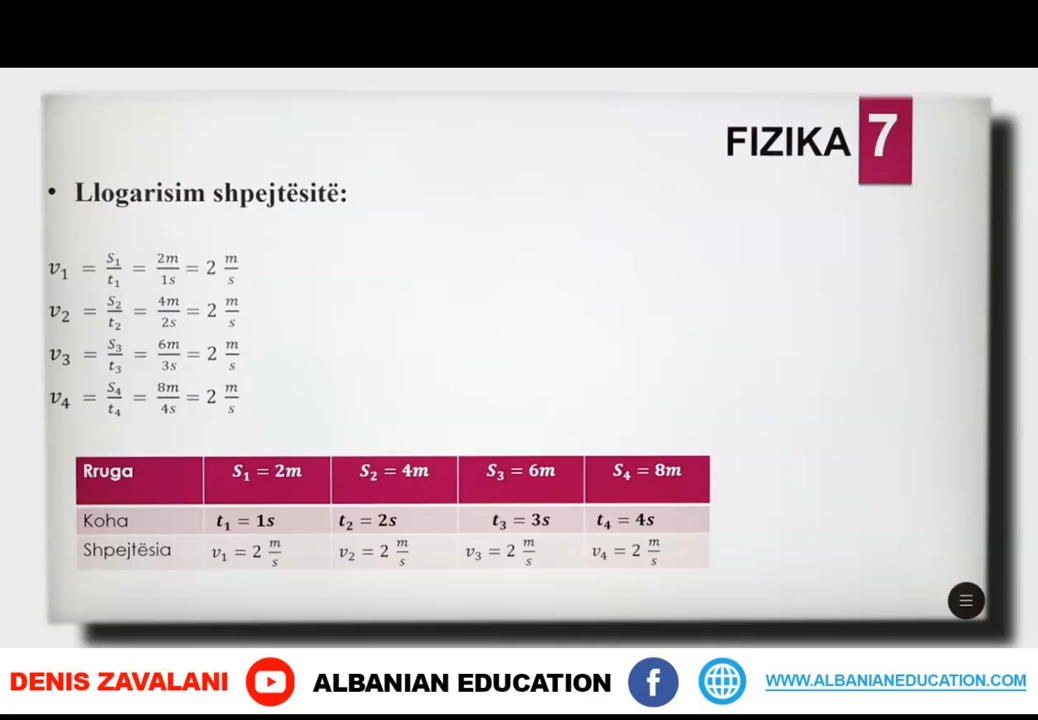 FIZIKA 7
• Llogarisim shpejtësitë:
v₁ = S₁/t₁ = 2m/1s = 2 m/s
v₂ = S₂/t₂ = 4m/2s = 2 m/s
v₃ = S₃/t₃ = 6m/3s = 2 m/s
v₄ = S₄/t₄ = 8m/4s = 2 m/s
Rruga S₁ = 2m S₂ = 4m S₃ = 6m S₄ = 8m
Koha t₁ = 1s t₂ = 2s t₃ = 3s t₄ = 4s
Shpejtësia v₁ = 2 m/s v₂ = 2 m/s v₃ = 2 m/s v₄ = 2 m/s
DENIS ZAVALANI ALBANIAN EDUCATION f WWW.ALBANIANEDUCATION.COM